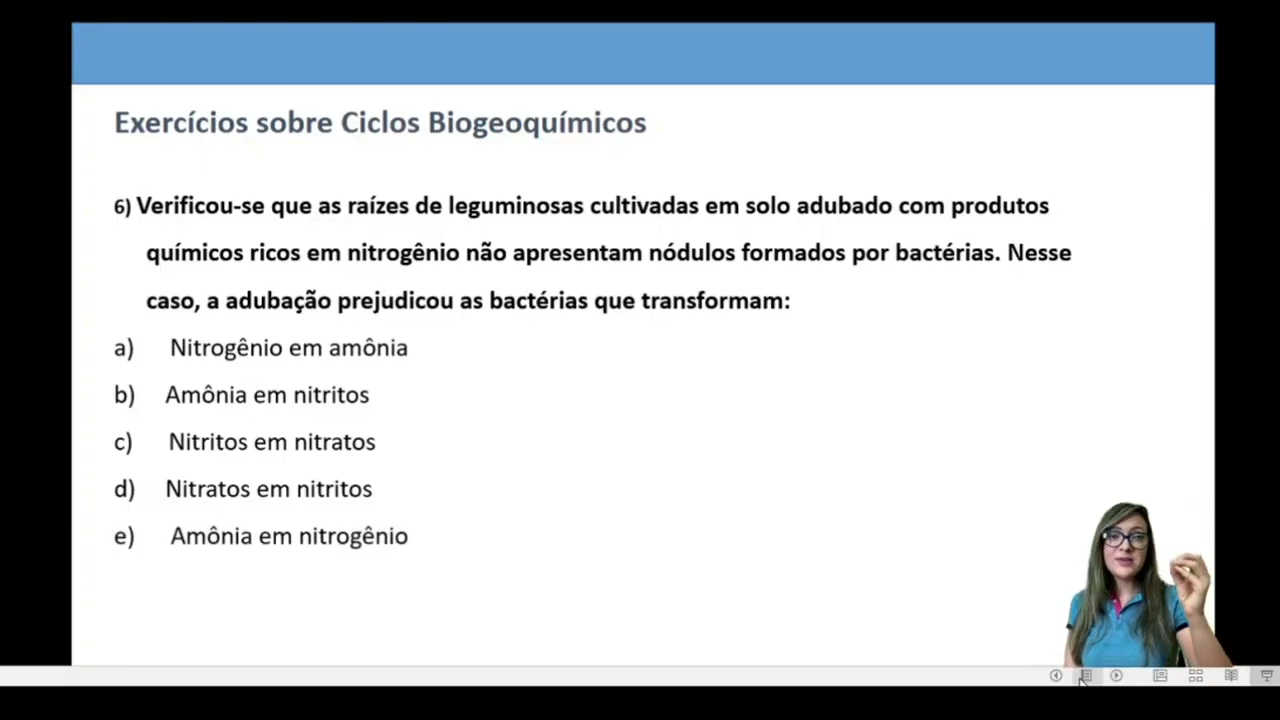 Exercícios sobre Ciclos Biogeoquímicos
6) Verificou-se que as raízes de leguminosas cultivadas em solo adubado com produtos
químicos ricos em nitrogênio não apresentam nódulos formados por bactérias. Nesse
caso, a adubação prejudicou as bactérias que transformam:
a) Nitrogênio em amônia
b) Amônia em nitritos
c) Nitritos em nitratos
d) Nitratos em nitritos
e) Amônia em nitrogênio